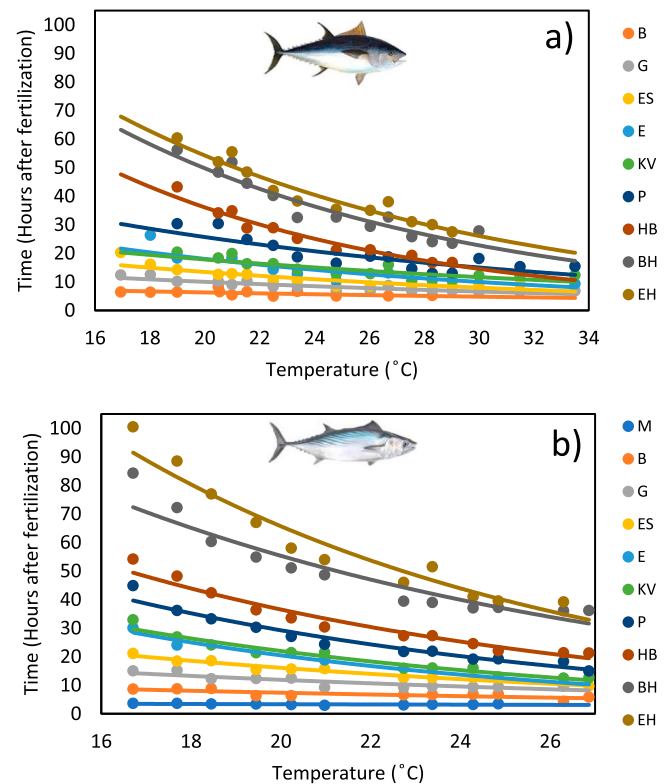 a)
Time (Hours after fertilization)
100
90
80
70
60
50
40
30
20
10
0
16 18 20 22 24 26 28 30 32 34
Temperature (˚C)
B
G
ES
E
KV
P
HB
BH
EH
b)
Time (Hours after fertilization)
100
90
80
70
60
50
40
30
20
10
0
16 18 20 22 24 26
Temperature (˚C)
M
B
G
ES
E
KV
P
HB
BH
EH